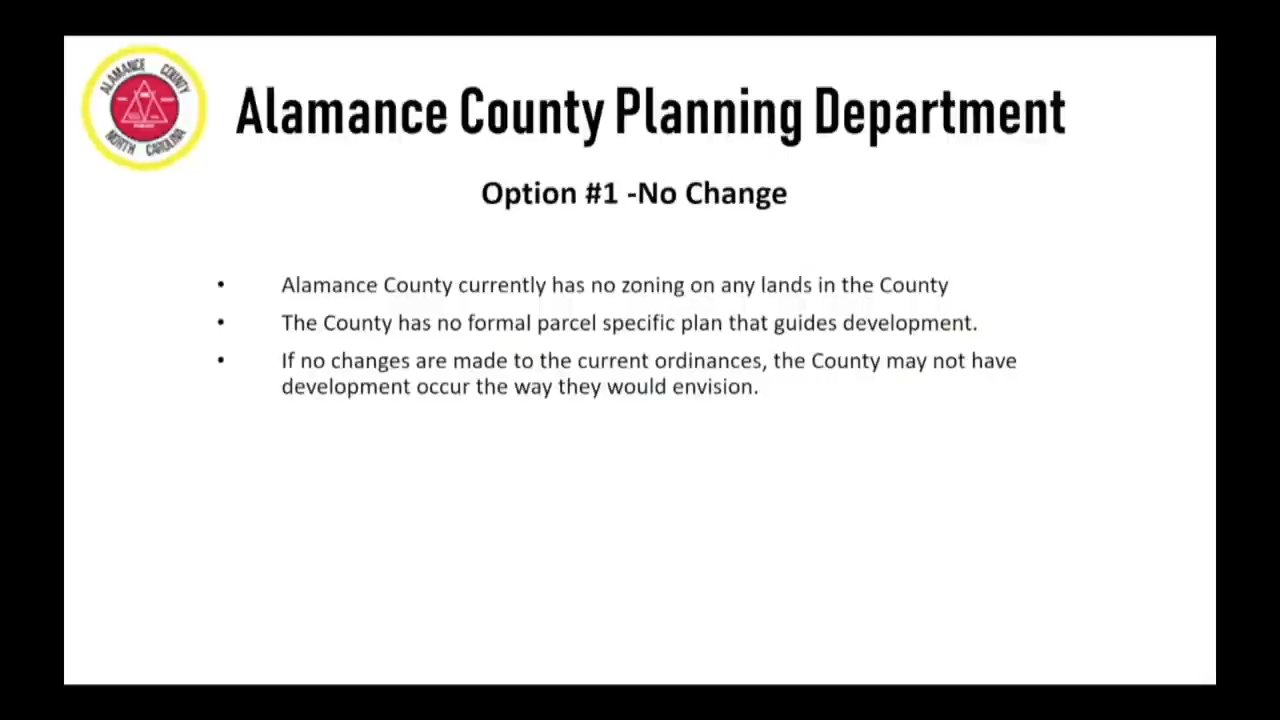 ALAMANCE COUNTY
NORTH CAROLINA
Alamance County Planning Department
Option #1 -No Change
• Alamance County currently has no zoning on any lands in the County
• The County has no formal parcel specific plan that guides development.
• If no changes are made to the current ordinances, the County may not have
development occur the way they would envision.